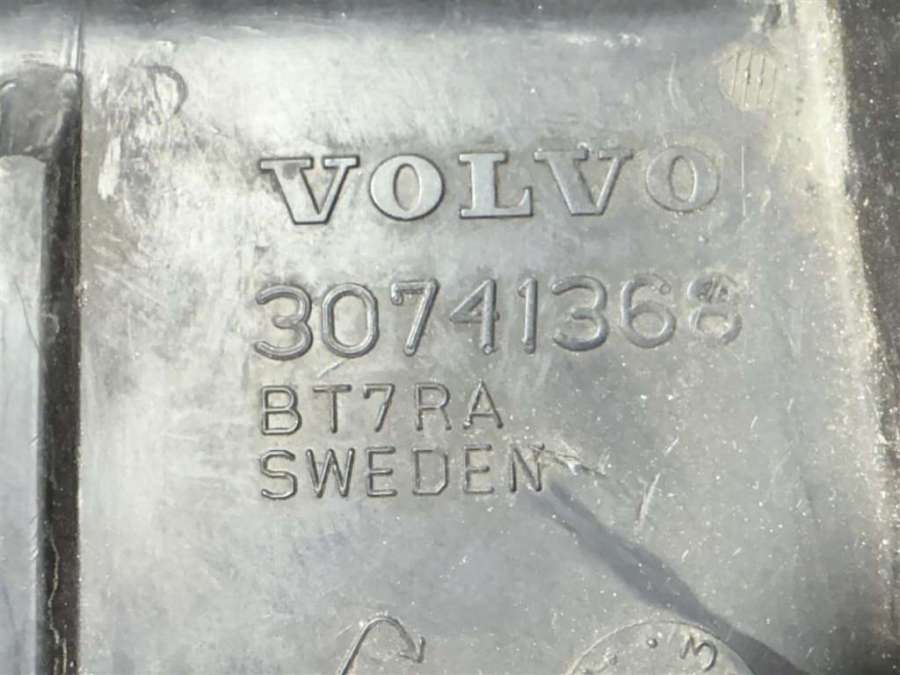 VOLVO
30741368
BT7RA
SWEDEN